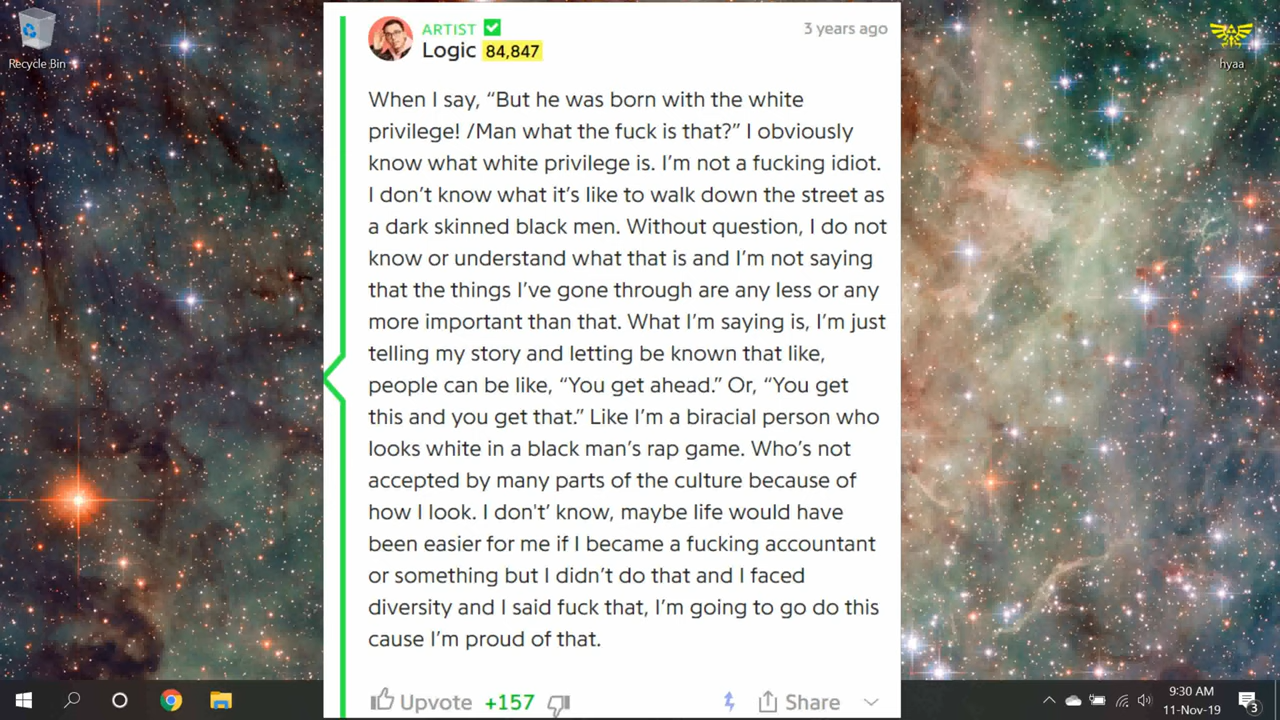 Recycle Bin
hyaa
ARTIST
3 years ago
Logic 84,847
When I say, “But he was born with the white
privilege! /Man what the fuck is that?” I obviously
know what white privilege is. I’m not a fucking idiot.
I don’t know what it’s like to walk down the street as
a dark skinned black men. Without question, I do not
know or understand what that is and I’m not saying
that the things I’ve gone through are any less or any
more important than that. What I’m saying is, I’m just
telling my story and letting be known that like,
people can be like, “You get ahead.” Or, “You get
this and you get that.” Like I’m a biracial person who
looks white in a black man’s rap game. Who’s not
accepted by many parts of the culture because of
how I look. I don't’ know, maybe life would have
been easier for me if I became a fucking accountant
or something but I didn’t do that and I faced
diversity and I said fuck that, I’m going to go do this
cause I’m proud of that.
Upvote +157
Share
9:30 AM
11-Nov-19
3